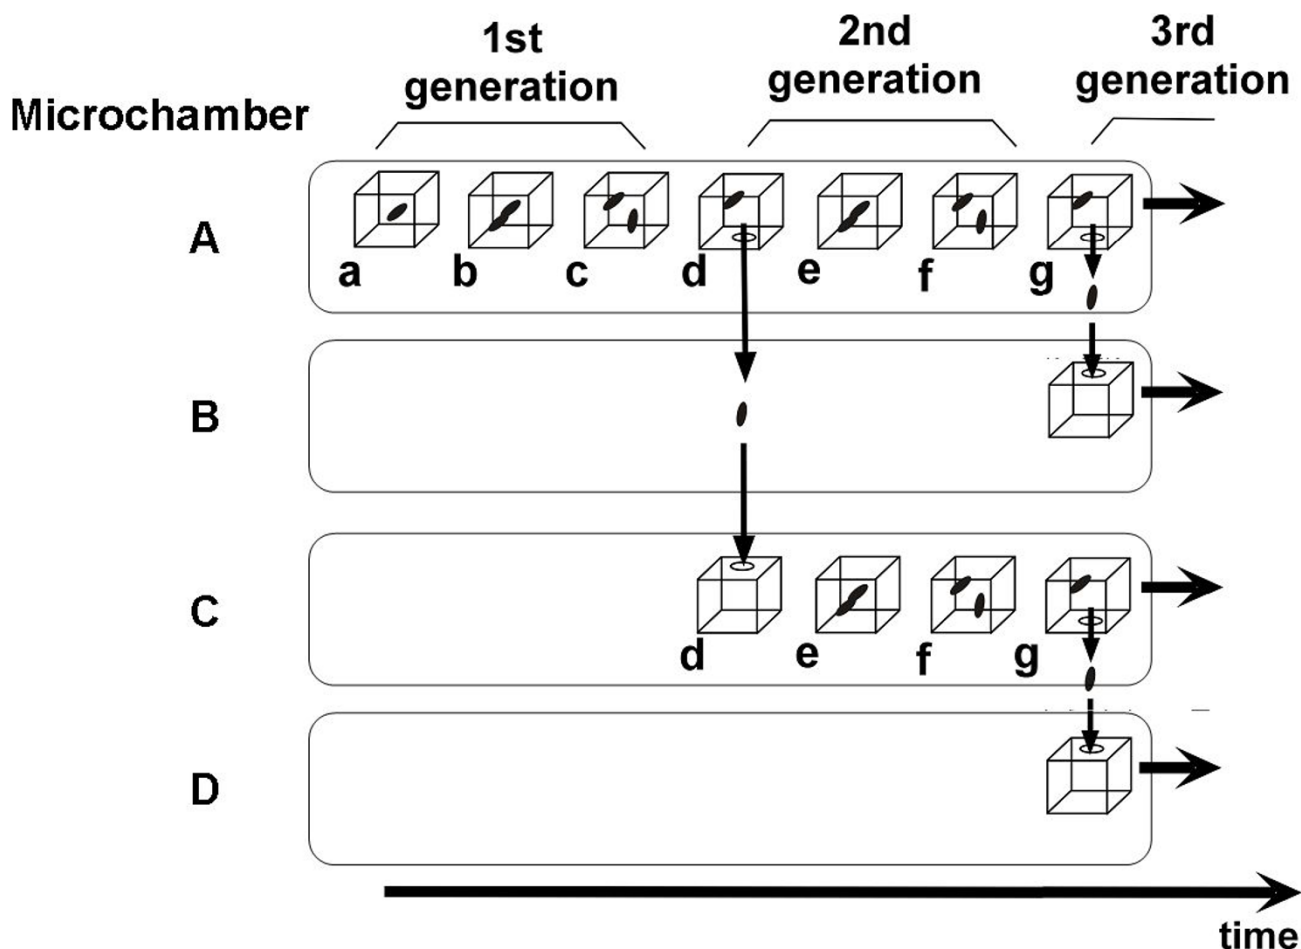 1st
generation
2nd
generation
3rd
generation
Microchamber
A
a b c d e f g
B
C
d e f g
D
time